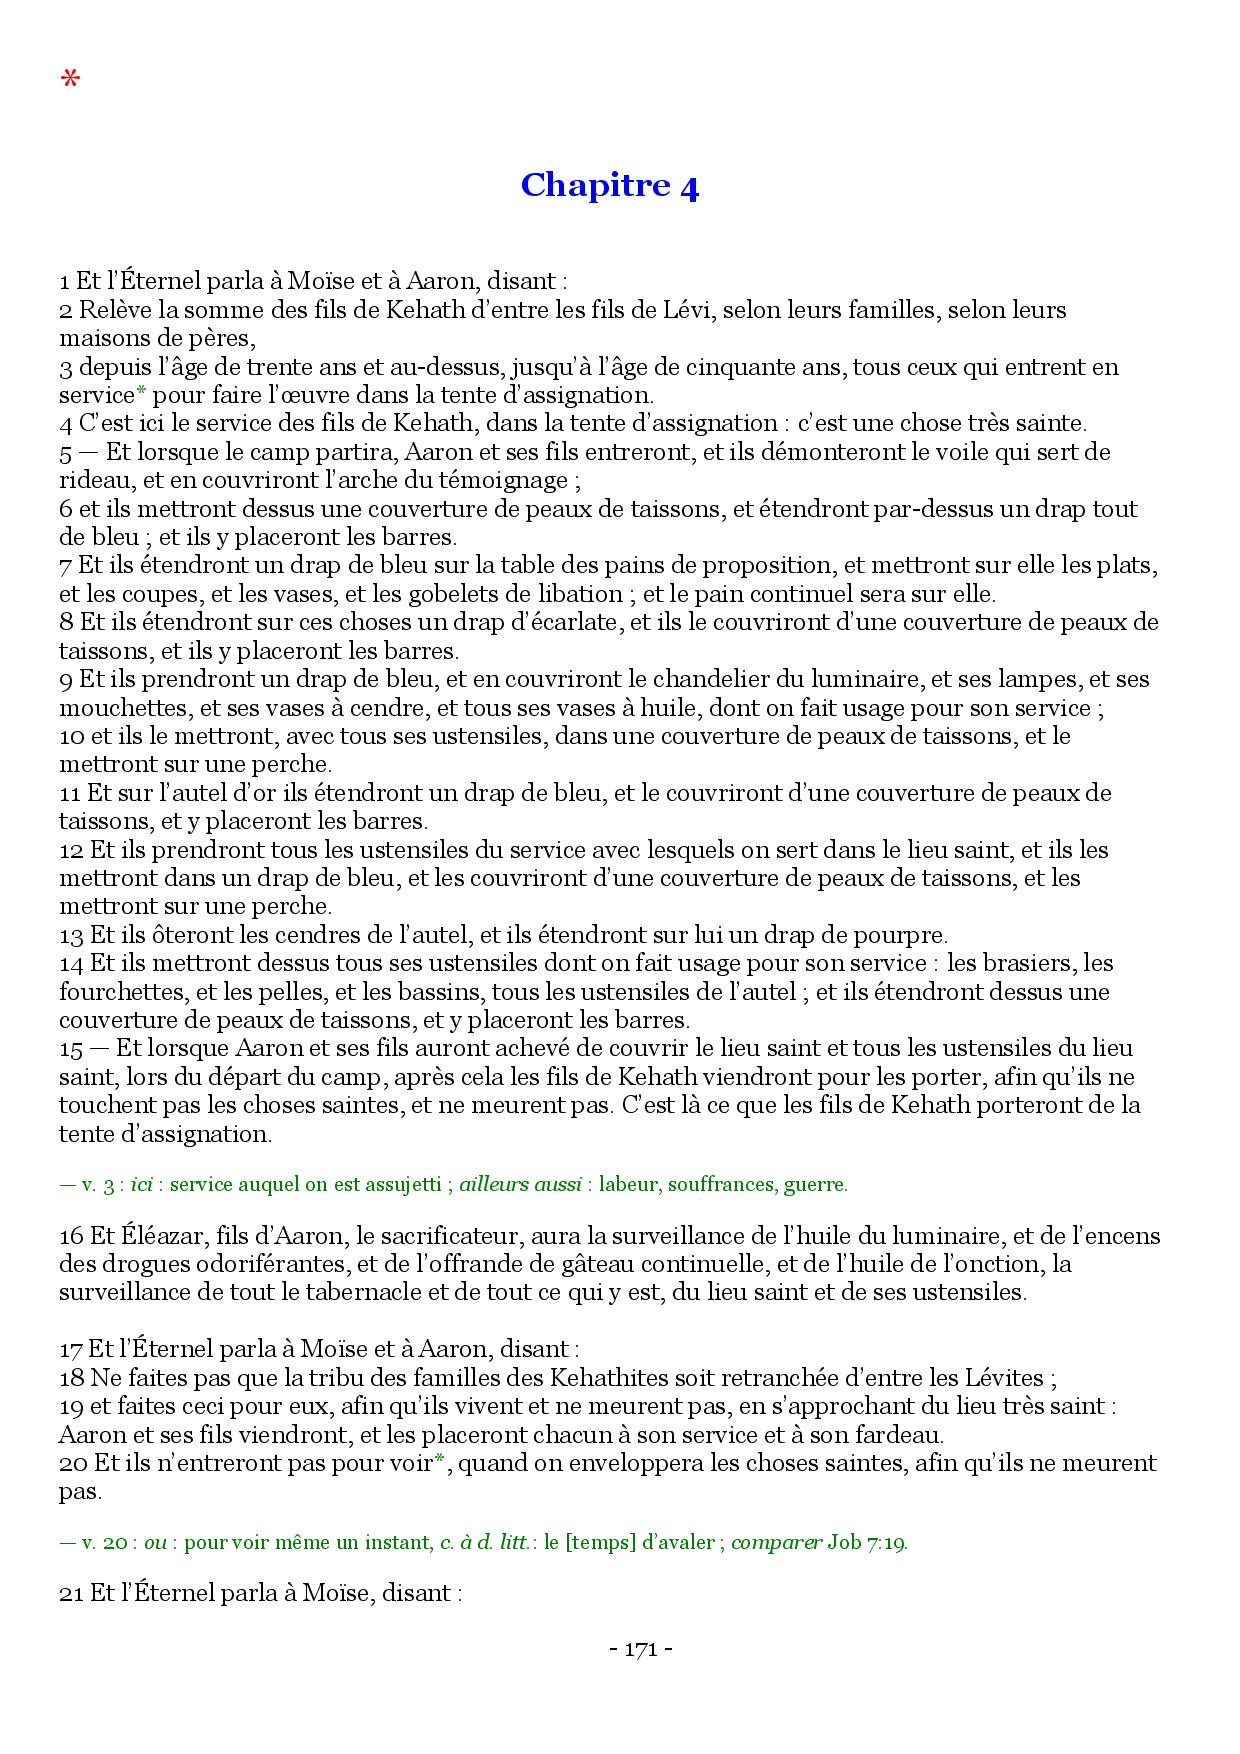 *
Chapitre 4
1 Et l’Éternel parla à Moïse et à Aaron, disant :
2 Relève la somme des fils de Kehath d’entre les fils de Lévi, selon leurs familles, selon leurs
maisons de pères,
3 depuis l’âge de trente ans et au-dessus, jusqu’à l’âge de cinquante ans, tous ceux qui entrent en
service* pour faire l’œuvre dans la tente d’assignation.
4 C’est ici le service des fils de Kehath, dans la tente d’assignation : c’est une chose très sainte.
5 — Et lorsque le camp partira, Aaron et ses fils entreront, et ils démonteront le voile qui sert de
rideau, et en couvriront l’arche du témoignage ;
6 et ils mettront dessus une couverture de peaux de taissons, et étendront par-dessus un drap tout
de bleu ; et ils y placeront les barres.
7 Et ils étendront un drap de bleu sur la table des pains de proposition, et mettront sur elle les plats,
et les coupes, et les vases, et les gobelets de libation ; et le pain continuel sera sur elle.
8 Et ils étendront sur ces choses un drap d’écarlate, et ils le couvriront d’une couverture de peaux de
taissons, et ils y placeront les barres.
9 Et ils prendront un drap de bleu, et en couvriront le chandelier du luminaire, et ses lampes, et ses
mouchettes, et ses vases à cendre, et tous ses vases à huile, dont on fait usage pour son service ;
10 et ils le mettront, avec tous ses ustensiles, dans une couverture de peaux de taissons, et le
mettront sur une perche.
11 Et sur l’autel d’or ils étendront un drap de bleu, et le couvriront d’une couverture de peaux de
taissons, et y placeront les barres.
12 Et ils prendront tous les ustensiles du service avec lesquels on sert dans le lieu saint, et ils les
mettront dans un drap de bleu, et les couvriront d’une couverture de peaux de taissons, et les
mettront sur une perche.
13 Et ils ôteront les cendres de l’autel, et ils étendront sur lui un drap de pourpre.
14 Et ils mettront dessus tous ses ustensiles dont on fait usage pour son service : les brasiers, les
fourchettes, et les pelles, et les bassins, tous les ustensiles de l’autel ; et ils étendront dessus une
couverture de peaux de taissons, et y placeront les barres.
15 — Et lorsque Aaron et ses fils auront achevé de couvrir le lieu saint et tous les ustensiles du lieu
saint, lors du départ du camp, après cela les fils de Kehath viendront pour les porter, afin qu’ils ne
touchent pas les choses saintes, et ne meurent pas. C’est là ce que les fils de Kehath porteront de la
tente d’assignation.
— v. 3 : ici : service auquel on est assujetti ; ailleurs aussi : labeur, souffrances, guerre.
16 Et Éléazar, fils d’Aaron, le sacrificateur, aura la surveillance de l’huile du luminaire, et de l’encens
des drogues odoriférantes, et de l’offrande de gâteau continuelle, et de l’huile de l’onction, la
surveillance de tout le tabernacle et de tout ce qui y est, du lieu saint et de ses ustensiles.
17 Et l’Éternel parla à Moïse et à Aaron, disant :
18 Ne faites pas que la tribu des familles des Kehathites soit retranchée d’entre les Lévites ;
19 et faites ceci pour eux, afin qu’ils vivent et ne meurent pas, en s’approchant du lieu très saint :
Aaron et ses fils viendront, et les placeront chacun à son service et à son fardeau.
20 Et ils n’entreront pas pour voir*, quand on enveloppera les choses saintes, afin qu’ils ne meurent
pas.
— v. 20 : ou : pour voir même un instant, c. à d. litt.: le [temps] d’avaler ; comparer Job 7:19.
21 Et l’Éternel parla à Moïse, disant :
- 171 -